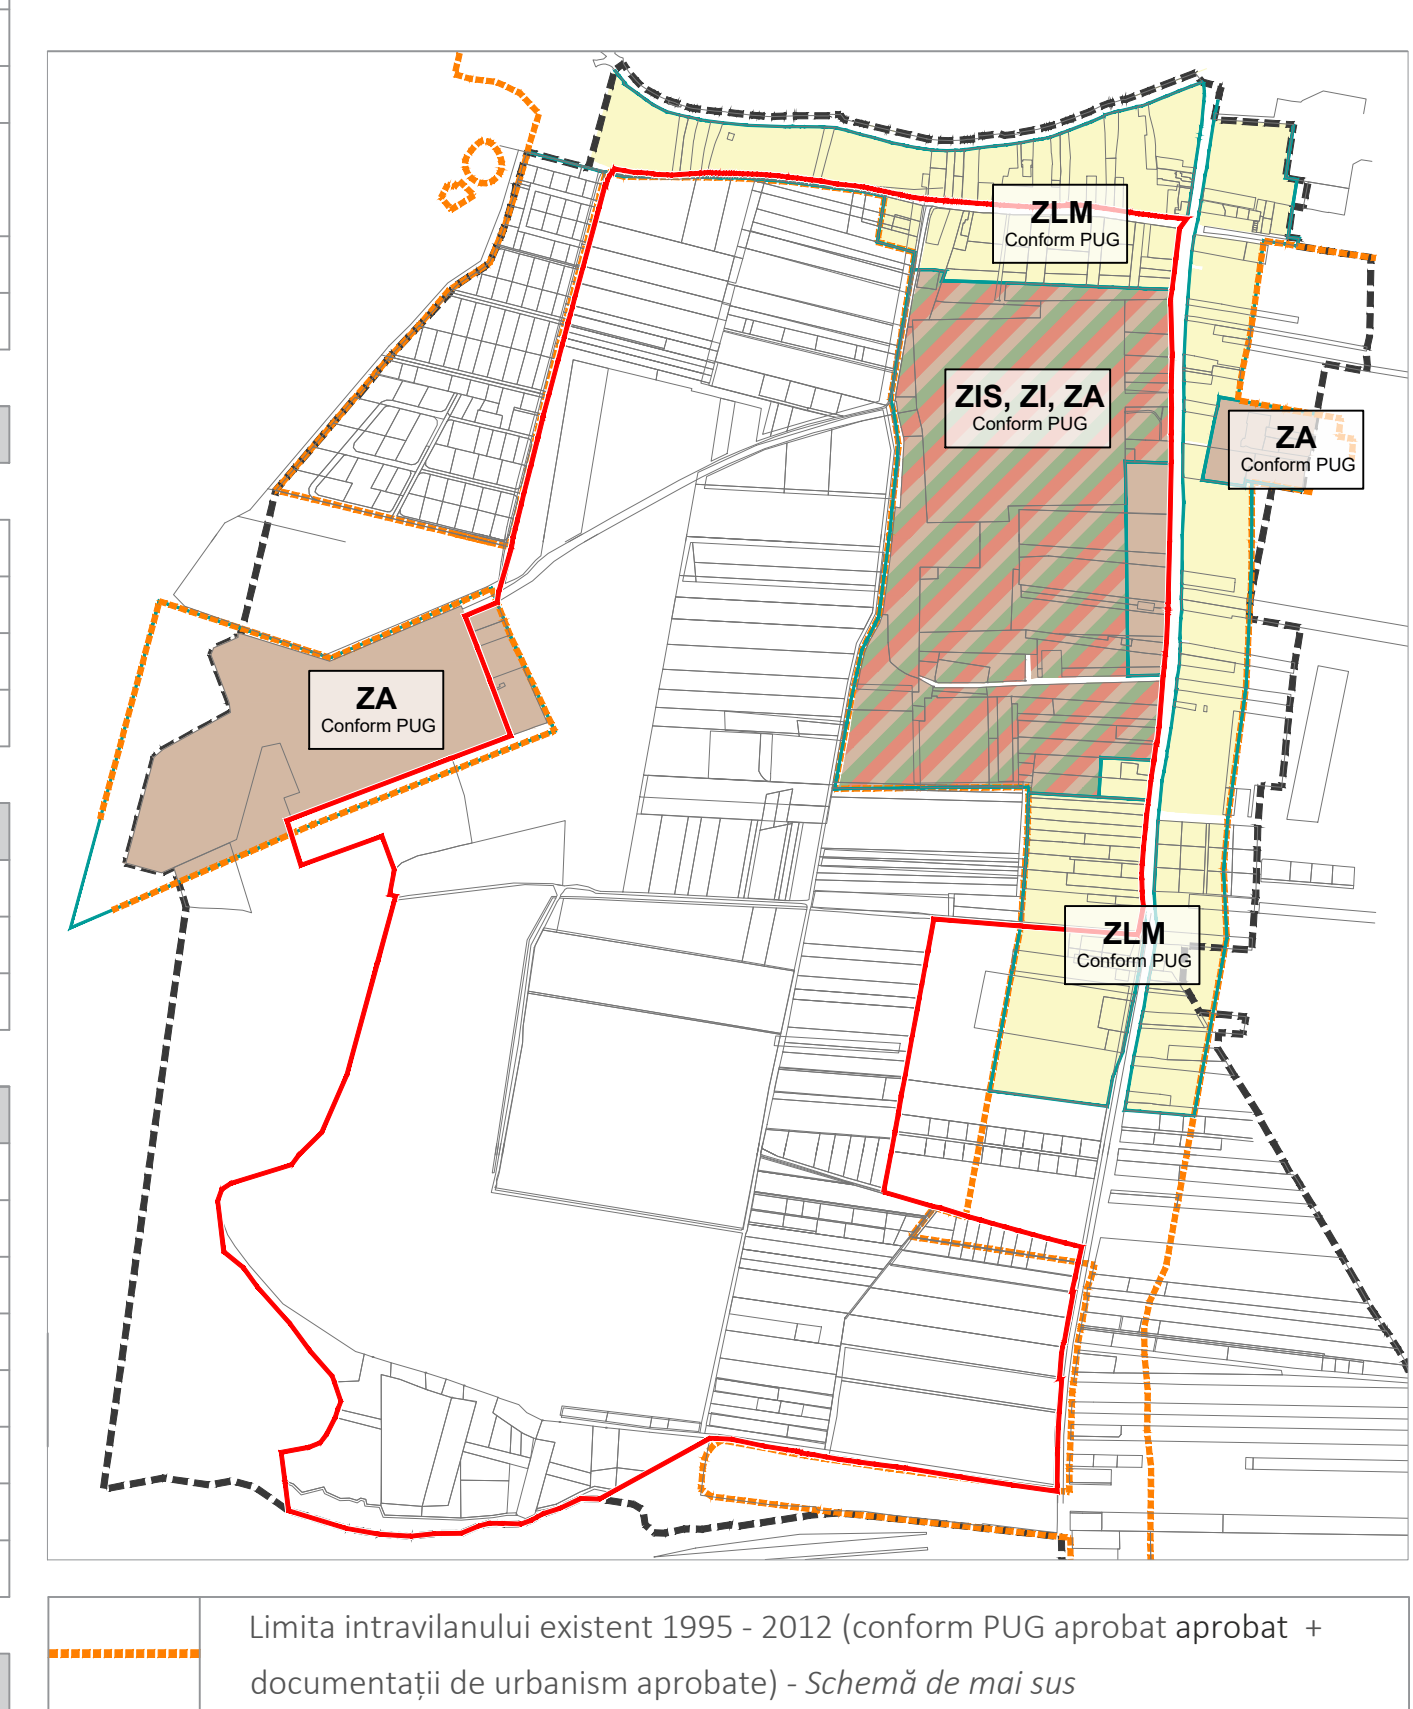 ZLM
Conform PUG
ZIS, ZI, ZA
Conform PUG
ZA
Conform PUG
ZA
Conform PUG
ZLM
Conform PUG
Limita intravilanului existent 1995 - 2012 (conform PUG aprobat aprobat +
documentații de urbanism aprobate) - Schemă de mai sus